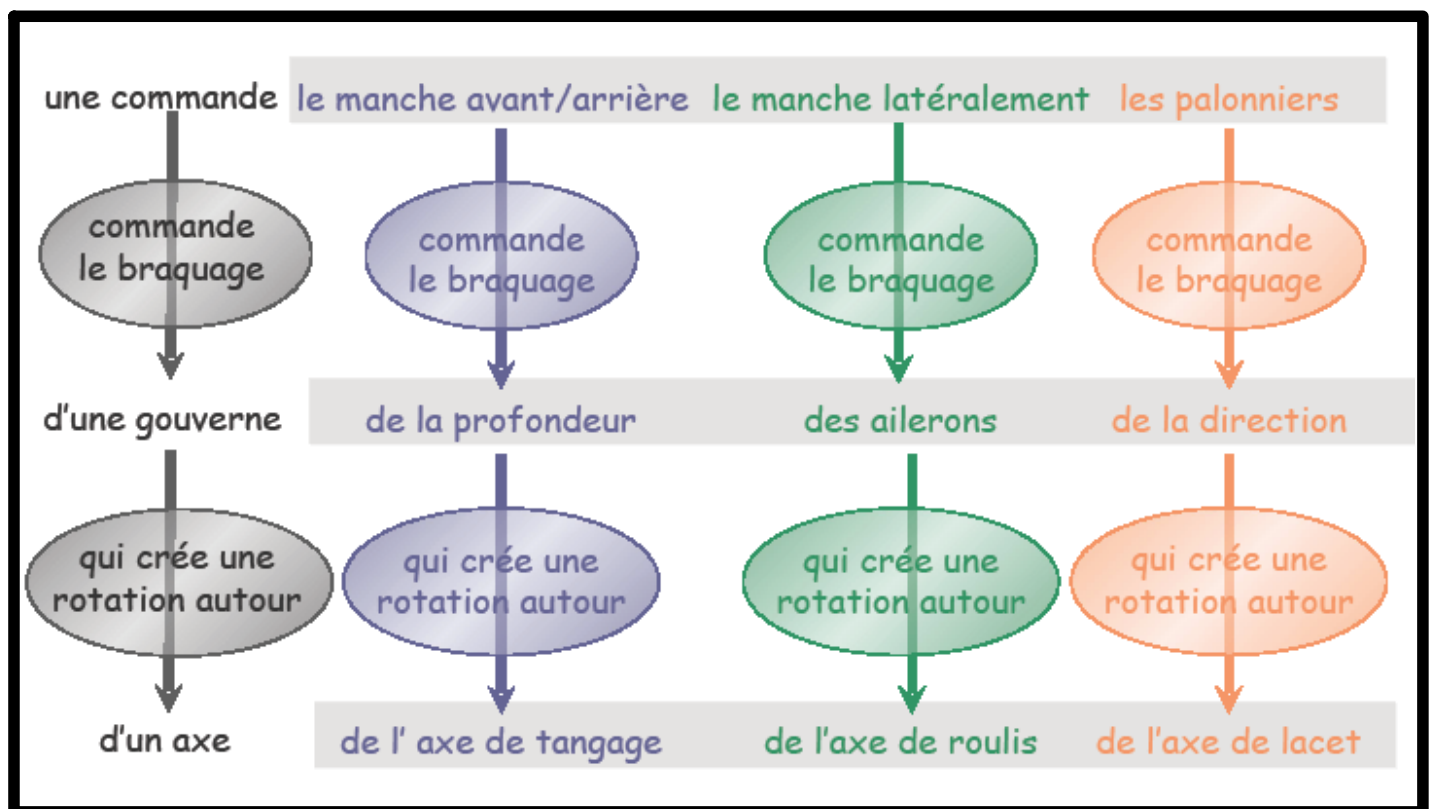 une commande le manche avant/arrière le manche latéralement les palonniers
commande commande commande commande
le braquage le braquage le braquage le braquage
d'une gouverne de la profondeur des ailerons de la direction
qui crée une qui crée une qui crée une qui crée une
rotation autour rotation autour rotation autour rotation autour
d'un axe de l' axe de tangage de l'axe de roulis de l'axe de lacet